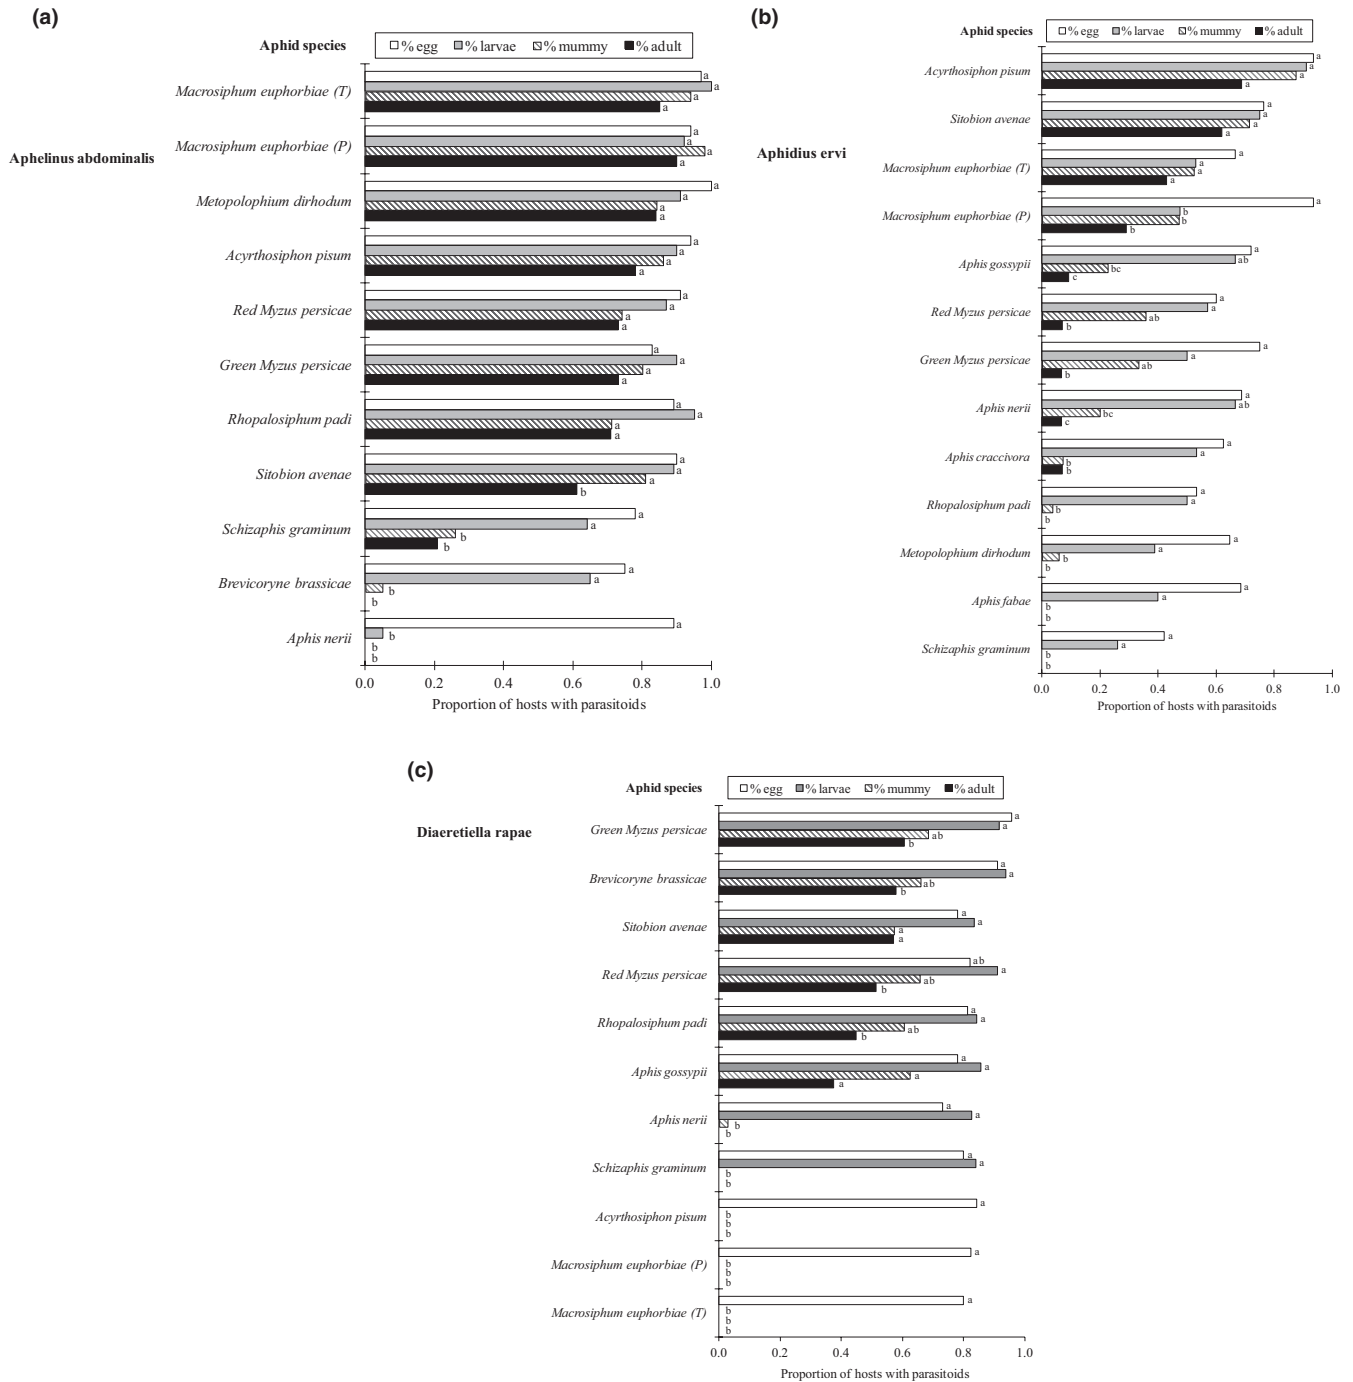 (a)
Aphid species
% egg % larvae % mummy % adult
Aphelinus abdominalis
Macrosiphum euphorbiae (T)
a
a
a
a
Macrosiphum euphorbiae (P)
a
a
a
a
Metopolophium dirhodum
a
a
a
a
Acyrthosiphon pisum
a
a
a
a
Red Myzus persicae
a
a
a
a
Green Myzus persicae
a
a
a
a
Rhopalosiphum padi
a
a
a
a
Sitobion avenae
a
a
a
b
Schizaphis graminum
a
a
b
b
Brevicoryne brassicae
a
a
b
b
Aphis nerii
a
b
b
b
0.0 0.2 0.4 0.6 0.8 1.0
Proportion of hosts with parasitoids
(b)
Aphid species
% egg % larvae % mummy % adult
Aphidius ervi
Acyrthosiphon pisum
a
a
a
a
Sitobion avenae
a
a
a
a
Macrosiphum euphorbiae (T)
a
a
a
a
Macrosiphum euphorbiae (P)
a
b
b
b
Aphis gossypii
a
ab
bc
c
Red Myzus persicae
a
a
ab
b
Green Myzus persicae
a
a
ab
b
Aphis nerii
a
ab
bc
c
Aphis craccivora
a
a
b
b
Rhopalosiphum padi
a
a
b
b
Metopolophium dirhodum
a
a
b
b
Aphis fabae
a
a
b
b
Schizaphis graminum
a
a
b
b
0.0 0.2 0.4 0.6 0.8 1.0
Proportion of hosts with parasitoids
(c)
Aphid species
% egg % larvae % mummy % adult
Diaeretiella rapae
Green Myzus persicae
a
a
ab
b
Brevicoryne brassicae
a
a
ab
b
Sitobion avenae
a
a
a
a
Red Myzus persicae
ab
a
ab
b
Rhopalosiphum padi
a
a
ab
b
Aphis gossypii
a
a
a
a
Aphis nerii
a
a
b
b
Schizaphis graminum
a
a
b
b
Acyrthosiphon pisum
a
b
b
b
Macrosiphum euphorbiae (P)
a
b
b
b
Macrosiphum euphorbiae (T)
a
b
b
b
0.0 0.2 0.4 0.6 0.8 1.0
Proportion of hosts with parasitoids